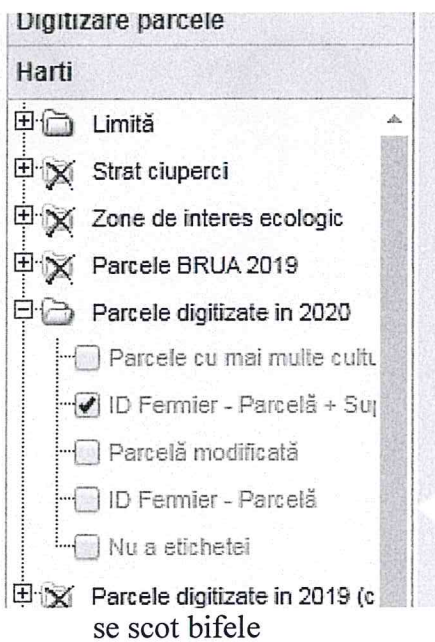 Digitizare parcele
Harti
Limită
Strat ciuperci
Zone de interes ecologic
Parcele BRUA 2019
Parcele digitizate in 2020
Parcele cu mai multe cultu
ID Fermier - Parcelă + Sup
Parcelă modificată
ID Fermier - Parcelă
Nu a etichetei
Parcele digitizate in 2019 (c
se scot bifele